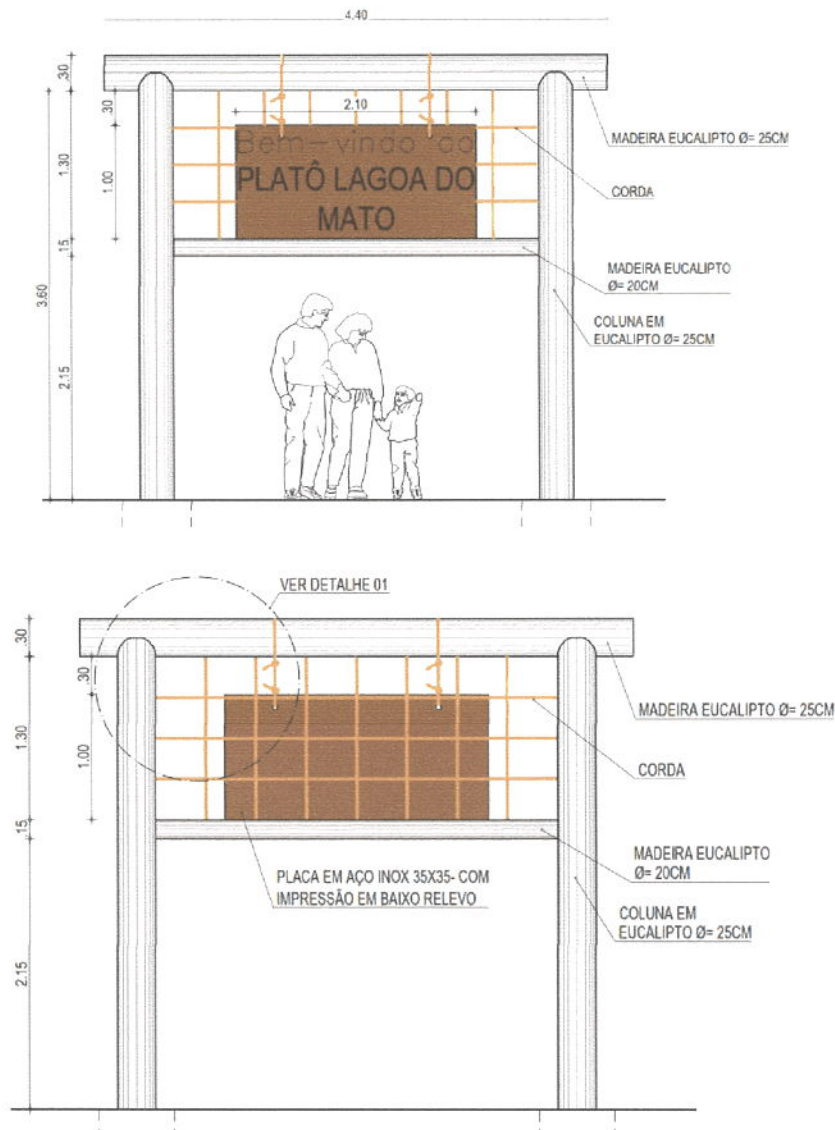 4.40
.30
.30
2.10
MADEIRA EUCALIPTO Ø= 25CM
Bem-vindo ao
PLATÔ LAGOA DO
MATO
1.30
1.00
CORDA
15
MADEIRA EUCALIPTO
Ø= 20CM
3.60
COLUNA EM
EUCALIPTO Ø= 25CM
2.15
VER DETALHE 01
.30
.30
MADEIRA EUCALIPTO Ø= 25CM
1.30
1.00
CORDA
15
MADEIRA EUCALIPTO
Ø= 20CM
PLACA EM AÇO INOX 35X35- COM
IMPRESSÃO EM BAIXO RELEVO
COLUNA EM
EUCALIPTO Ø= 25CM
2.15